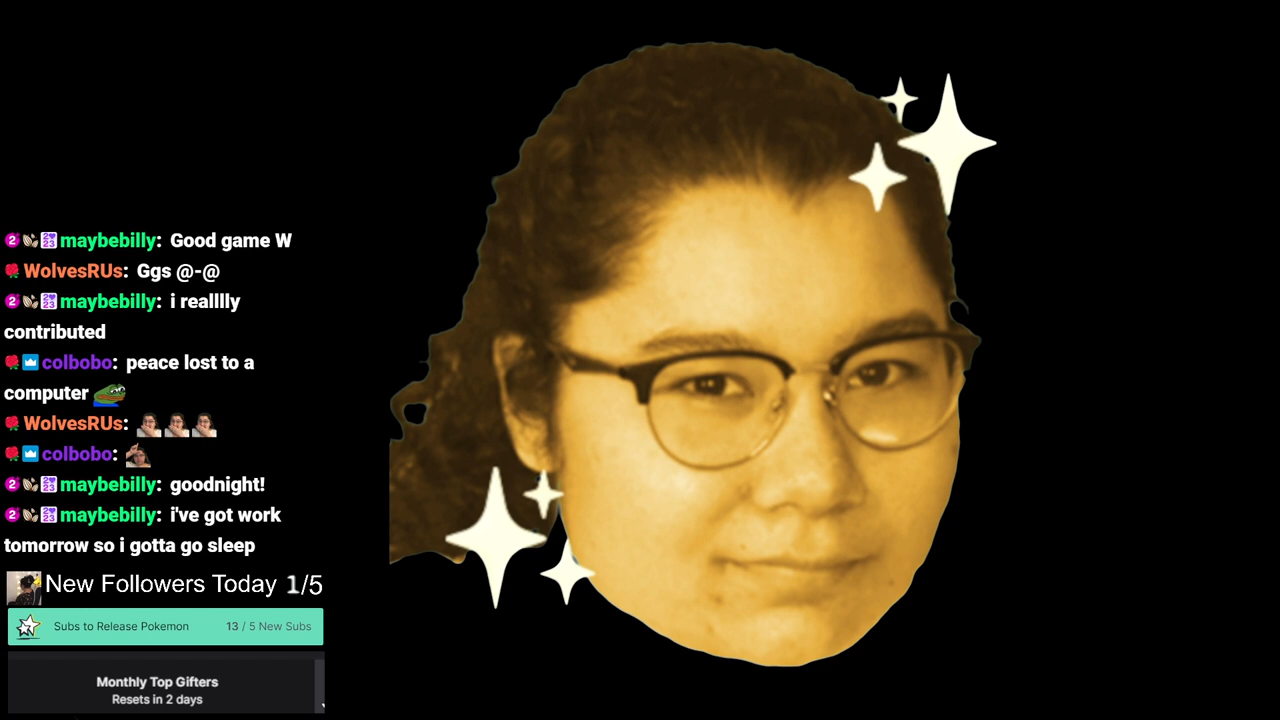 maybebilly: Good game W
WolvesRUs: Ggs @-@
maybebilly: i realllly
contributed
colbobo: peace lost to a
computer
WolvesRUs:
colbobo:
maybebilly: goodnight!
maybebilly: i've got work
tomorrow so i gotta go sleep
New Followers Today 1/5
Subs to Release Pokemon 13 / 5 New Subs
Monthly Top Gifters
Resets in 2 days